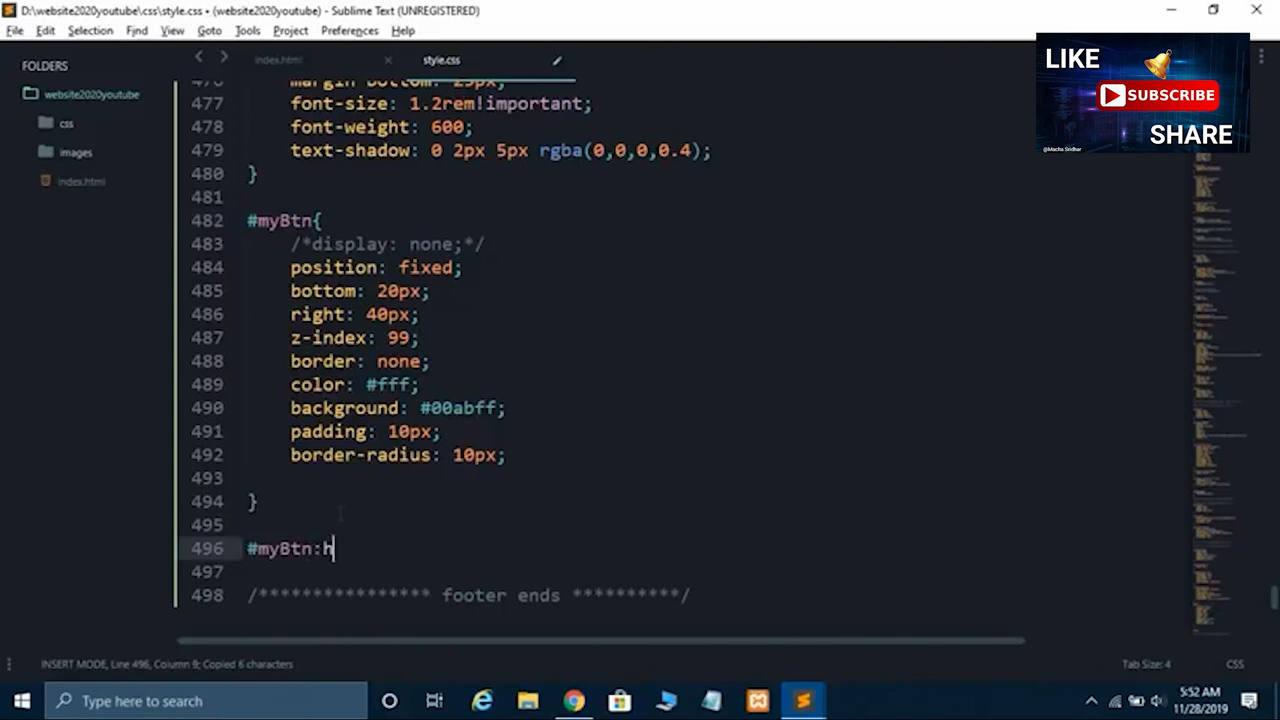 D:\website2020youtube\css\style.css • (website2020youtube) - Sublime Text (UNREGISTERED)
File Edit Selection Find View Goto Tools Project Preferences Help
FOLDERS
website2020youtube
css
images
index.html
index.html
style.css
LIKE
SUBSCRIBE
SHARE
@Macha Sridhar
476 margin-bottom: 25px;
477 font-size: 1.2rem!important;
478 font-weight: 600;
479 text-shadow: 0 2px 5px rgba(0,0,0,0.4);
480 }
481
482 #myBtn{
483 /*display: none;*/
484 position: fixed;
485 bottom: 20px;
486 right: 40px;
487 z-index: 99;
488 border: none;
489 color: #fff;
490 background: #00abff;
491 padding: 10px;
492 border-radius: 10px;
493
494 }
495
496 #myBtn:h
497
498 /**************** footer ends **********/
INSERT MODE, Line 496, Column 9; Copied 6 characters
Tab Size: 4
CSS
Type here to search
5:52 AM
11/28/2019